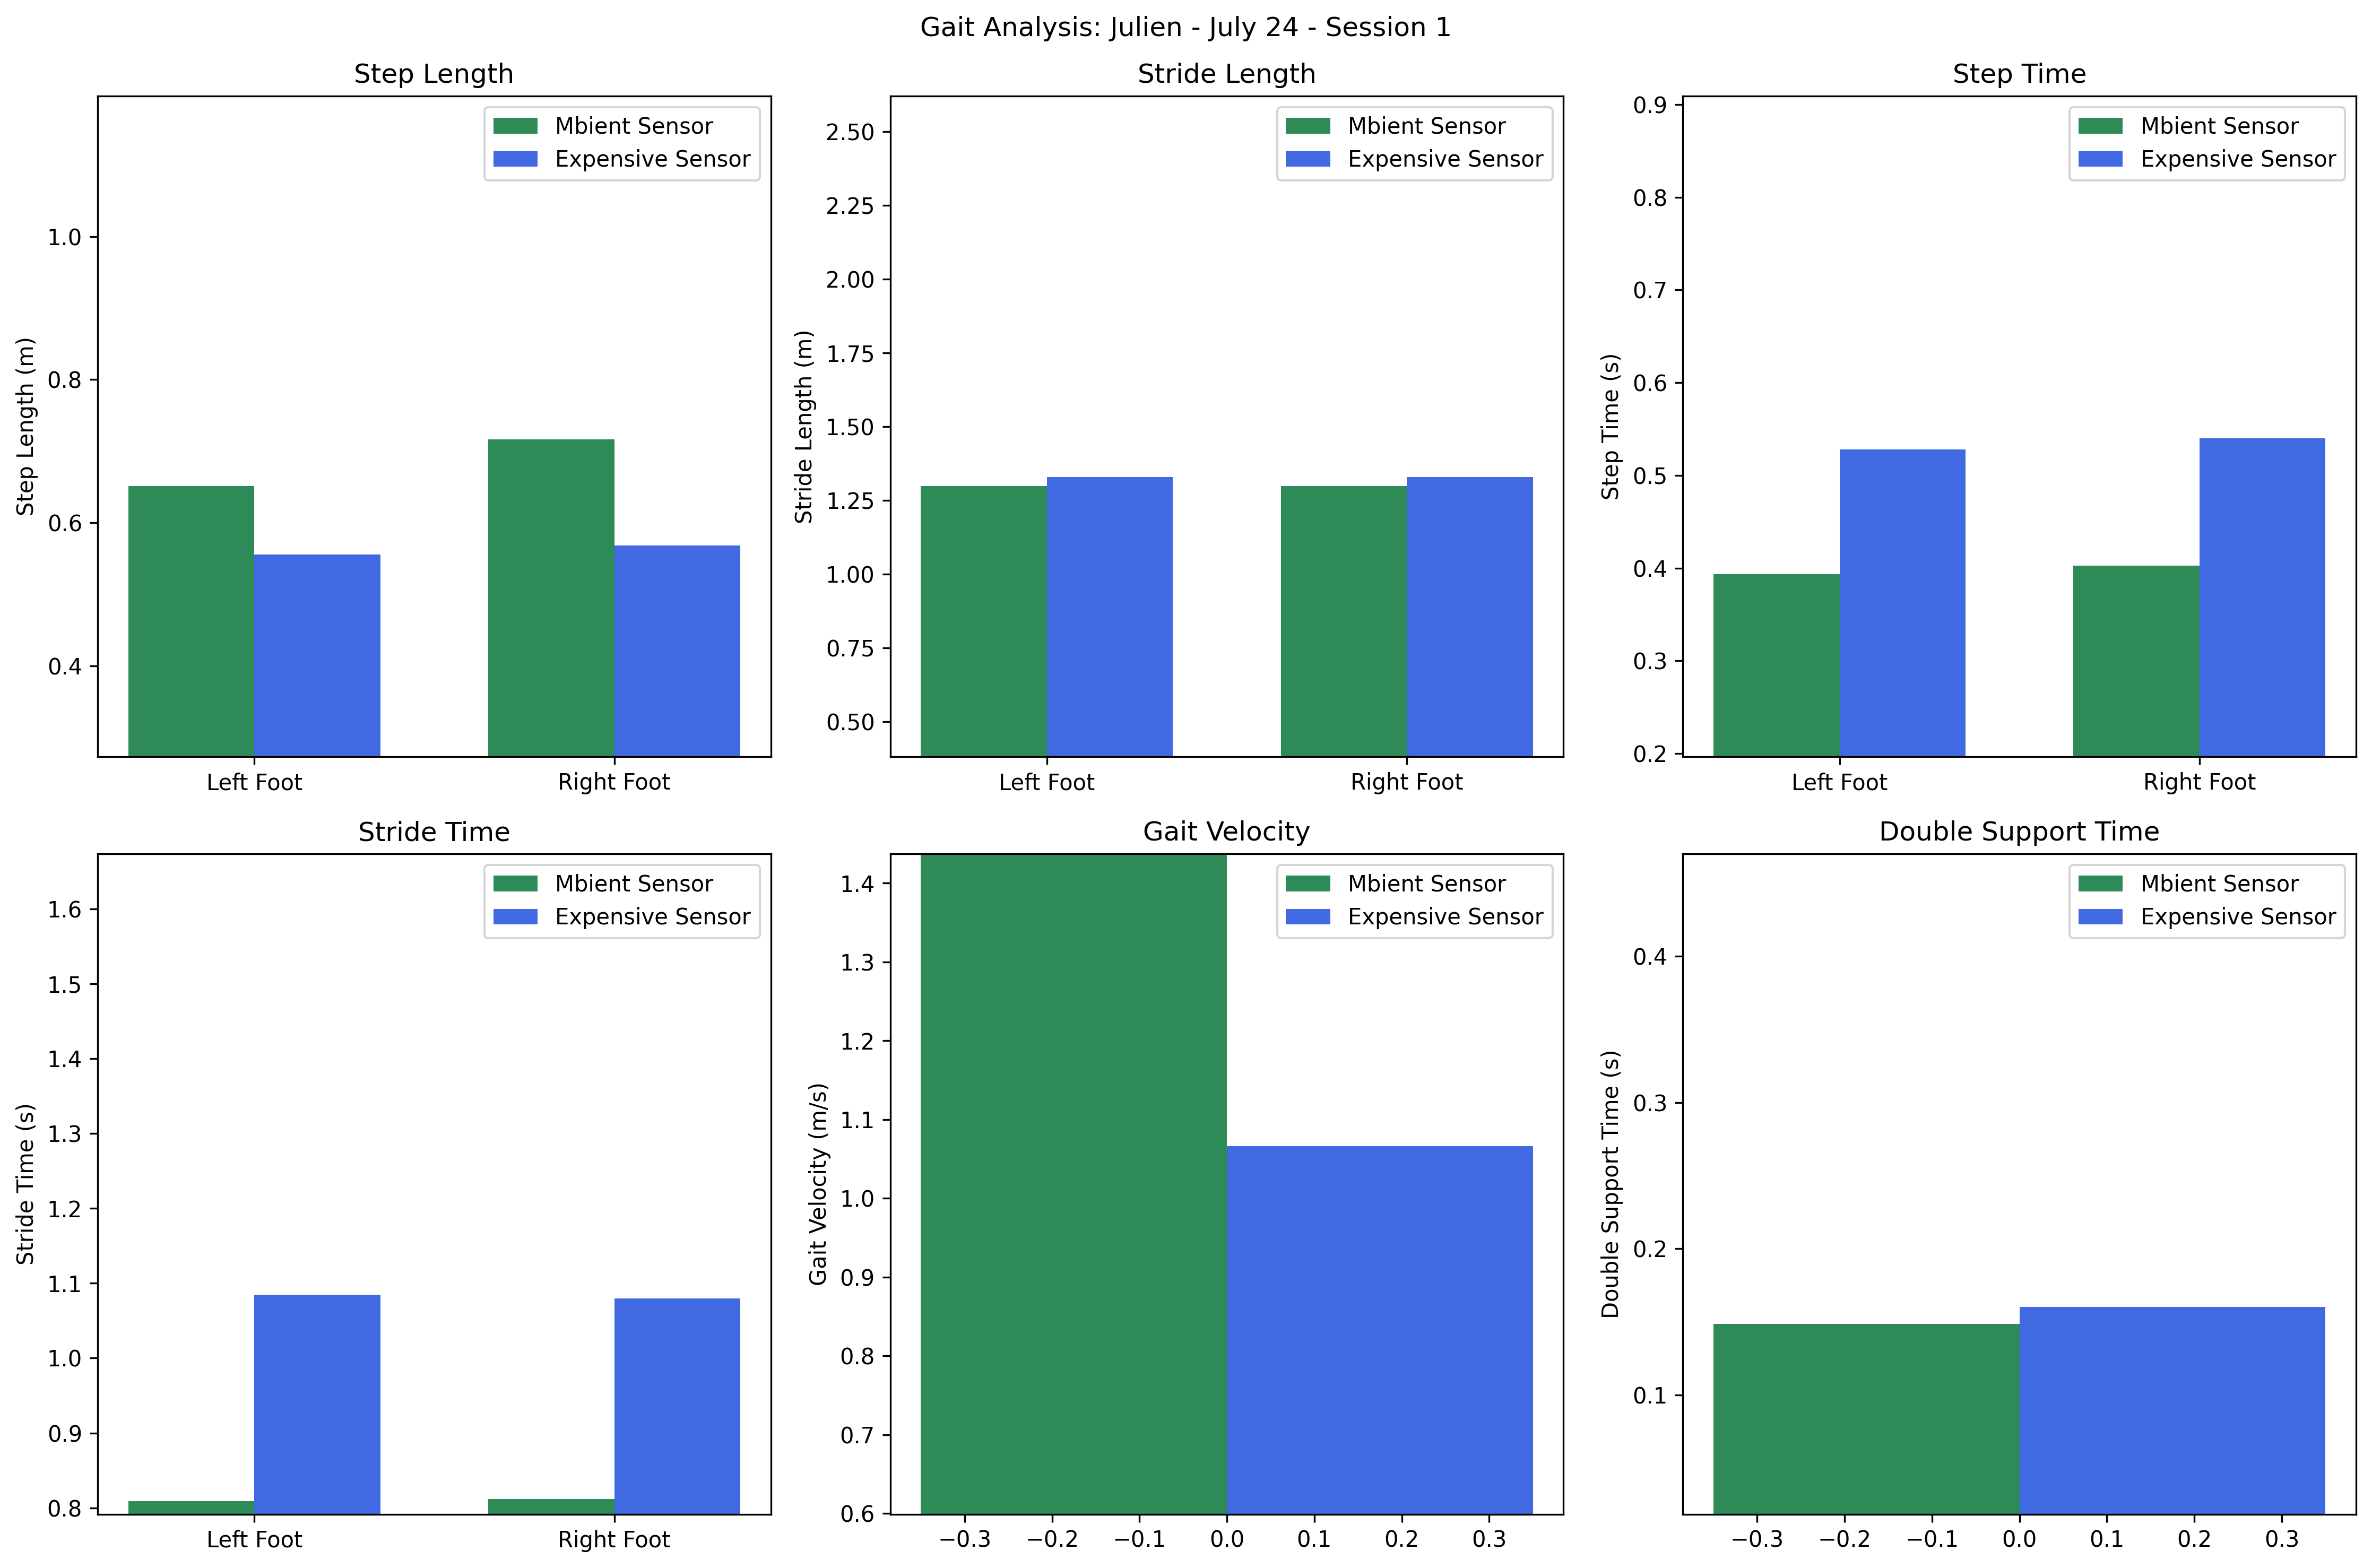 Gait Analysis: Julien - July 24 - Session 1
Step Length
Mbient Sensor
Expensive Sensor
Step Length (m)
1.0
0.8
0.6
0.4
Left Foot
Right Foot
Stride Length
Mbient Sensor
Expensive Sensor
Stride Length (m)
2.50
2.25
2.00
1.75
1.50
1.25
1.00
0.75
0.50
Left Foot
Right Foot
Step Time
Mbient Sensor
Expensive Sensor
Step Time (s)
0.9
0.8
0.7
0.6
0.5
0.4
0.3
0.2
Left Foot
Right Foot
Stride Time
Mbient Sensor
Expensive Sensor
Stride Time (s)
1.6
1.5
1.4
1.3
1.2
1.1
1.0
0.9
0.8
Left Foot
Right Foot
Gait Velocity
Mbient Sensor
Expensive Sensor
Gait Velocity (m/s)
1.4
1.3
1.2
1.1
1.0
0.9
0.8
0.7
0.6
−0.3 −0.2 −0.1 0.0 0.1 0.2 0.3
Double Support Time
Mbient Sensor
Expensive Sensor
Double Support Time (s)
0.4
0.3
0.2
0.1
−0.3 −0.2 −0.1 0.0 0.1 0.2 0.3